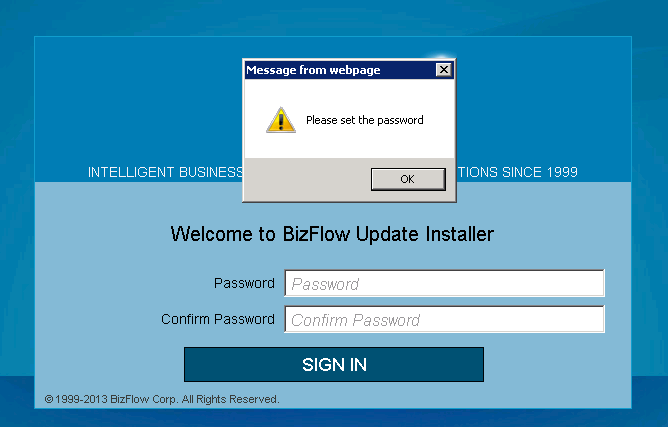 Message from webpage
Please set the password
OK
INTELLIGENT BUSINESS TIONS SINCE 1999
Welcome to BizFlow Update Installer
Password Password
Confirm Password Confirm Password
SIGN IN
© 1999-2013 BizFlow Corp. All Rights Reserved.